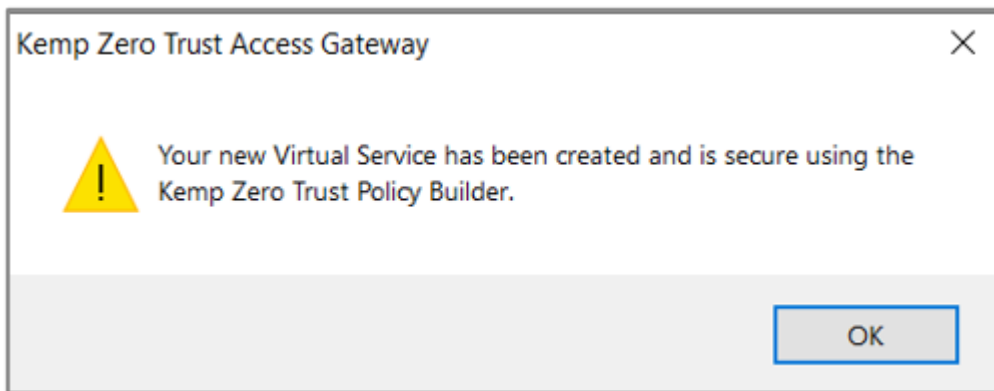 Kemp Zero Trust Access Gateway
Your new Virtual Service has been created and is secure using the
Kemp Zero Trust Policy Builder.
OK